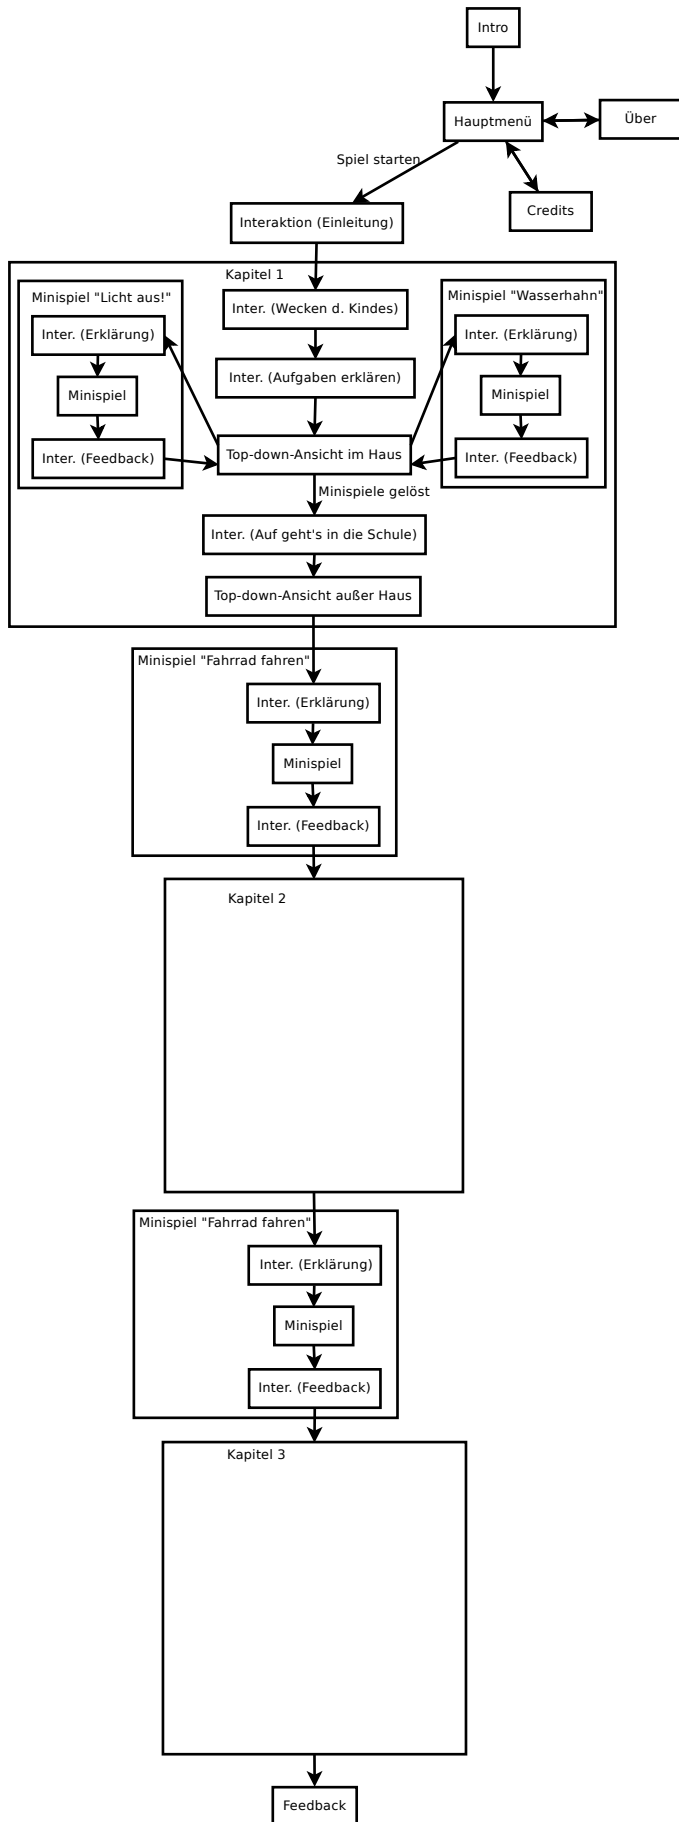 Intro
Hauptmenü
Über
Spiel starten
Credits
Interaktion (Einleitung)
Kapitel 1
Minispiel "Licht aus!"
Inter. (Erklärung)
Minispiel
Inter. (Feedback)
Inter. (Wecken d. Kindes)
Inter. (Aufgaben erklären)
Top-down-Ansicht im Haus
Minispiel "Wasserhahn"
Inter. (Erklärung)
Minispiel
Inter. (Feedback)
Minispiele gelöst
Inter. (Auf geht's in die Schule)
Top-down-Ansicht außer Haus
Minispiel "Fahrrad fahren"
Inter. (Erklärung)
Minispiel
Inter. (Feedback)
Kapitel 2
Minispiel "Fahrrad fahren"
Inter. (Erklärung)
Minispiel
Inter. (Feedback)
Kapitel 3
Feedback